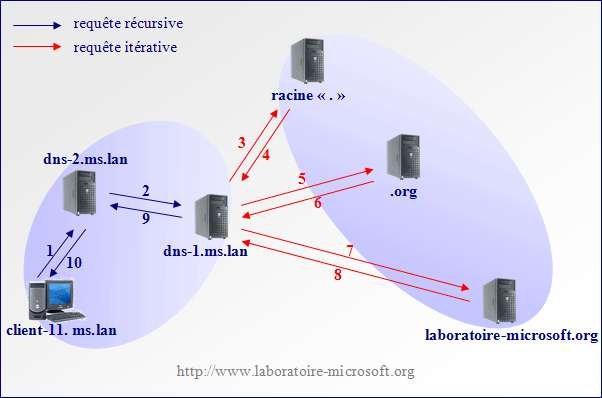 requête récursive
requête itérative
racine « . »
3
4
dns-2.ms.lan
2
9
5
6
.org
dns-1.ms.lan
7
8
1
10
client-11. ms.lan
laboratoire-microsoft.org
http://www.laboratoire-microsoft.org